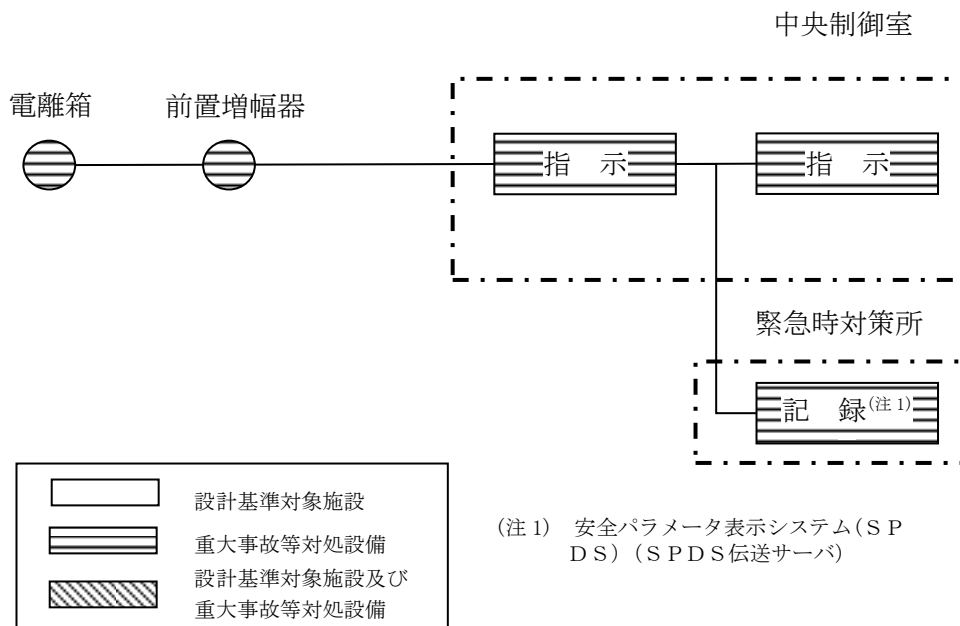 中央制御室
電離箱
前置増幅器
指　示
指　示
緊急時対策所
記　録(注1)
設計基準対象施設
重大事故等対処設備
設計基準対象施設及び
重大事故等対処設備
(注1)　安全パラメータ表示システム(ＳＰ
ＤＳ)(ＳＰＤＳ伝送サーバ)